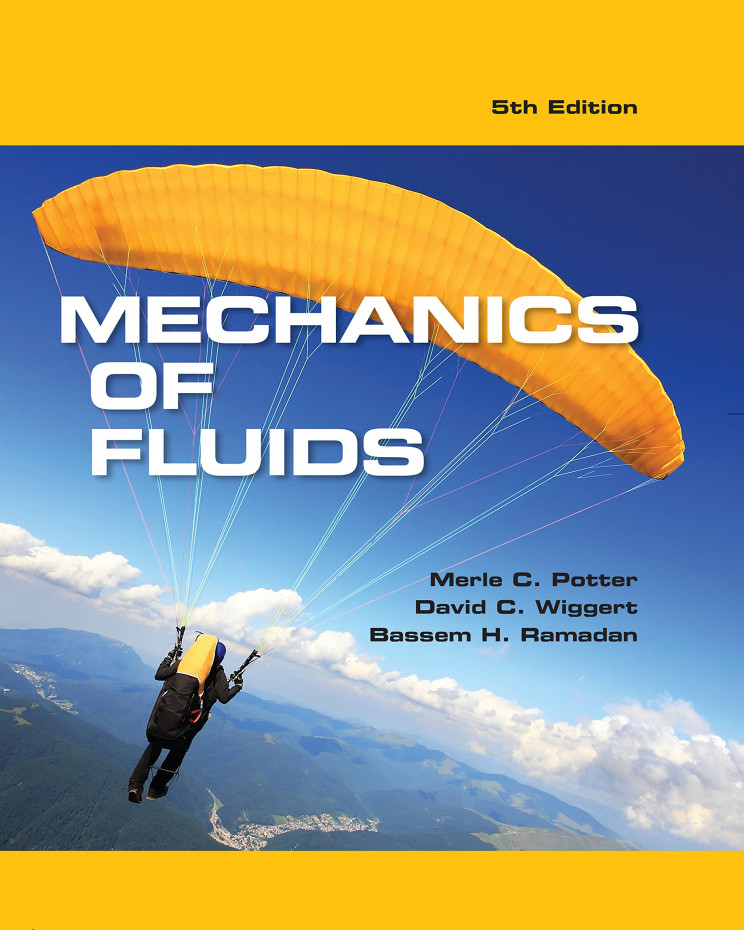 5th Edition
MECHANICS
OF
FLUIDS
Merle C. Potter
David C. Wiggert
Bassem H. Ramadan